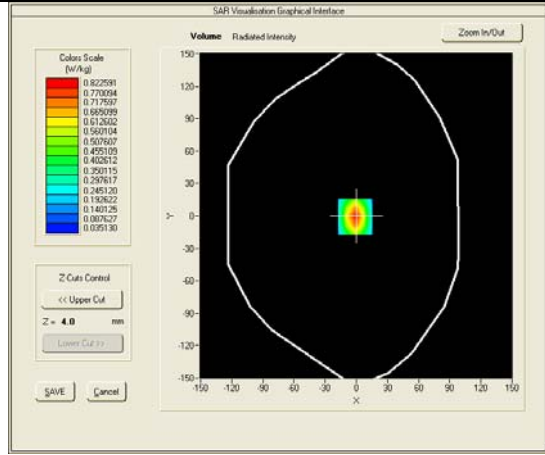 SAR Visualisation Graphical Interface
Volume Radiated Intensity
Zoom In/Out
Colors Scale
(W/kg)
0.822591
0.770094
0.717597
0.665099
0.612602
0.560104
0.507607
0.455109
0.402612
0.350115
0.297617
0.245120
0.192622
0.140125
0.087627
0.035130
Z Cuts Control
<< Upper Cut
Z = 4.0 mm
Lower Cut >>
SAVE Cancel
150
120
90
60
30
0
-30
-60
-90
-120
-150
Y
-150 -120 -90 -60 -30 0 30 60 90 120 150
X